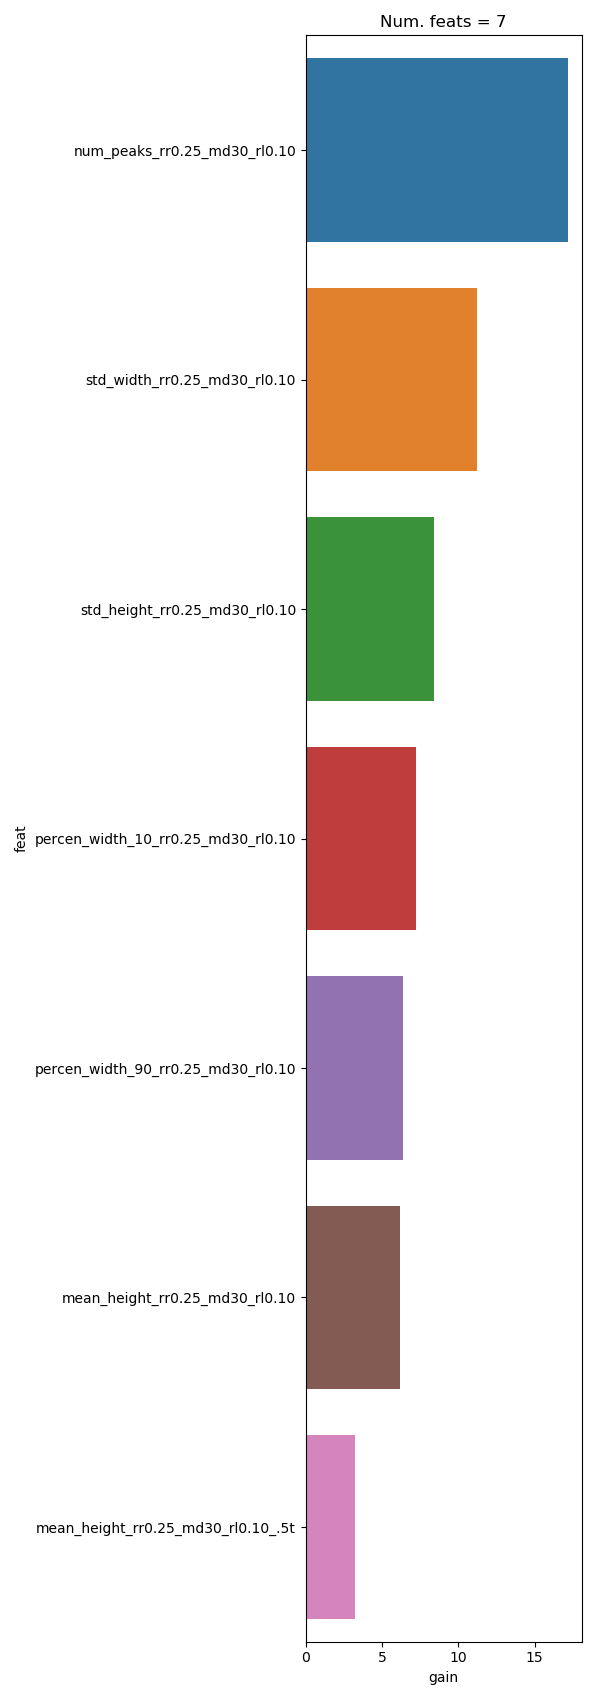 Num. feats = 7
num_peaks_rr0.25_md30_rl0.10
std_width_rr0.25_md30_rl0.10
std_height_rr0.25_md30_rl0.10
percen_width_10_rr0.25_md30_rl0.10
feat
percen_width_90_rr0.25_md30_rl0.10
mean_height_rr0.25_md30_rl0.10
mean_height_rr0.25_md30_rl0.10_.5t
0 5 10 15
gain